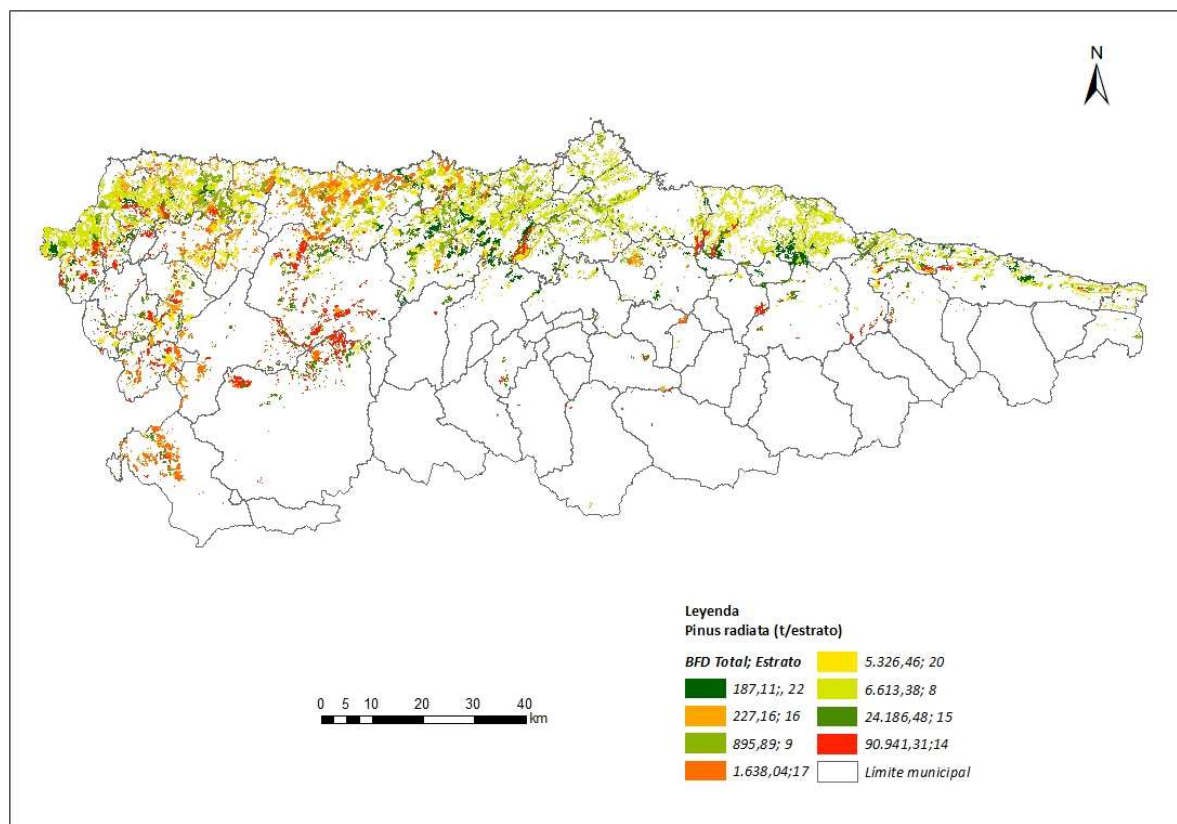 N
Leyenda
Pinus radiata (t/estrato)
BFD Total; Estrato
187,11;, 22
227,16; 16
895,89; 9
1.638,04;17
5.326,46; 20
6.613,38; 8
24.186,48; 15
90.941,31;14
Límite municipal
0 5 10 20 30 40
km